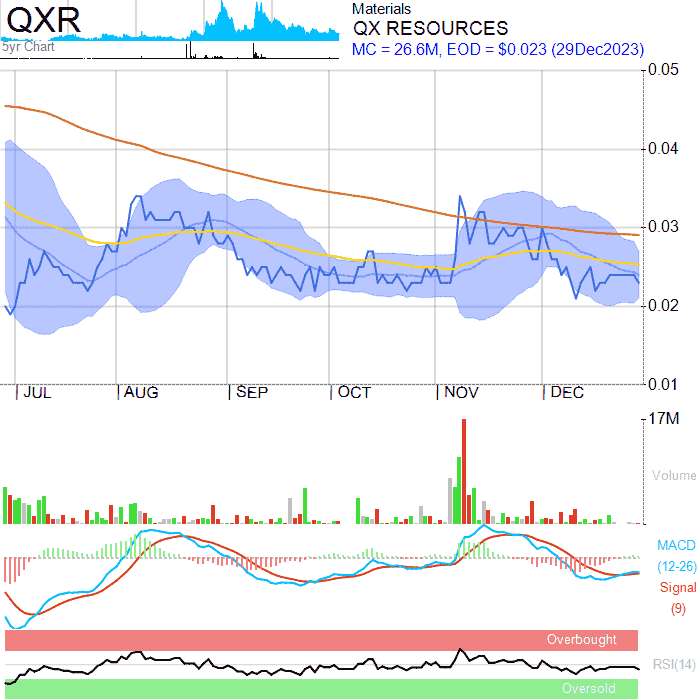 QXR
5yr Chart
Materials
QX RESOURCES
MC = 26.6M, EOD = $0.023 (29Dec2023)
0.05
0.04
0.03
0.02
0.01
JUL AUG SEP OCT NOV DEC
17M
Volume
MACD
(12-26)
Signal
(9)
Overbought
RSI(14)
Oversold